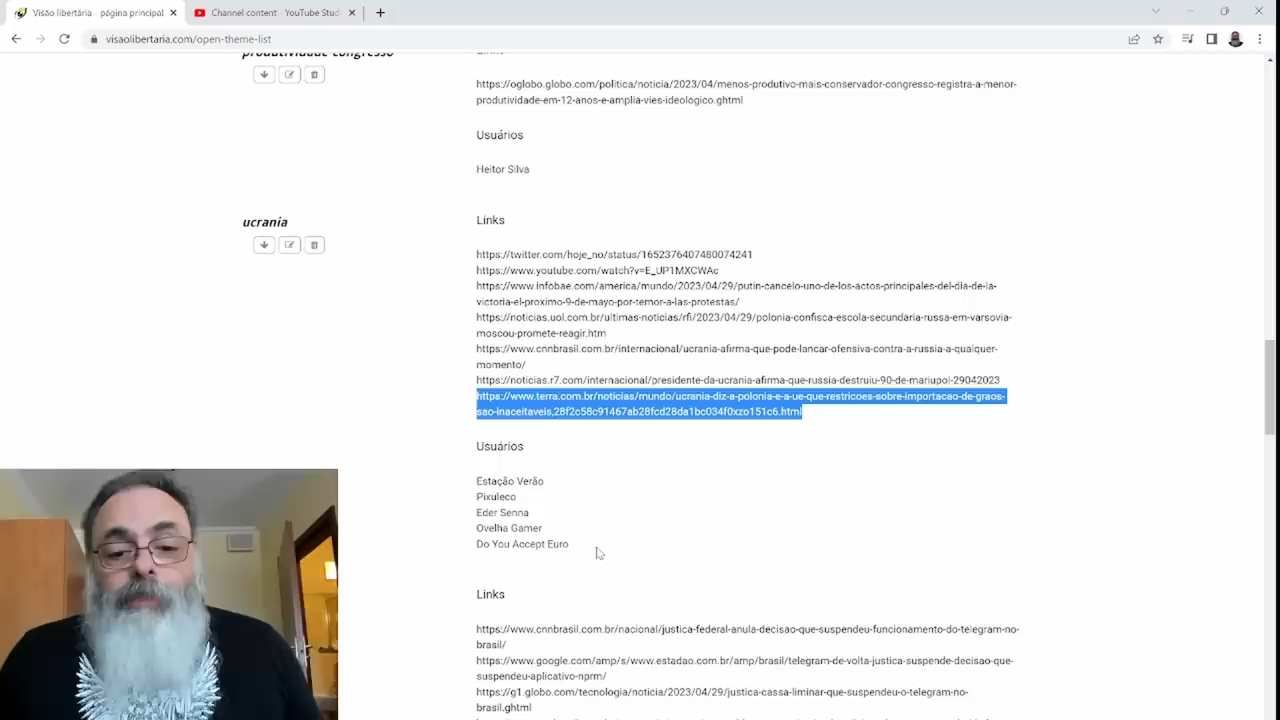 Visão libertária - página principal
Channel content - YouTube Stud
visaolibertaria.com/open-theme-list
produtividade congresso
Links
https://oglobo.globo.com/politica/noticia/2023/04/menos-produtivo-mais-conservador-congresso-registra-a-menor-
produtividade-em-12-anos-e-amplia-vies-ideologico.ghtml
Usuários
Heitor Silva
ucrania
Links
https://twitter.com/hoje_no/status/1652376407480074241
https://www.youtube.com/watch?v=E_UP1MXCWAc
https://www.infobae.com/america/mundo/2023/04/29/putin-cancelo-uno-de-los-actos-principales-del-dia-de-la-
victoria-el-proximo-9-de-mayo-por-temor-a-las-protestas/
https://noticias.uol.com.br/ultimas-noticias/rfi/2023/04/29/polonia-confisca-escola-secundaria-russa-em-varsovia-
moscou-promete-reagir.htm
https://www.cnnbrasil.com.br/internacional/ucrania-afirma-que-pode-lancar-ofensiva-contra-a-russia-a-qualquer-
momento/
https://noticias.r7.com/internacional/presidente-da-ucrania-afirma-que-russia-destruiu-90-de-mariupol-29042023
https://www.terra.com.br/noticias/mundo/ucrania-diz-a-polonia-e-a-ue-que-restricoes-sobre-importacao-de-graos-
sao-inaceitaveis,28f2c58c91467ab28fcd28da1bc034f0xzo151c6.html
Usuários
Estação Verão
Pixuleco
Eder Senna
Ovelha Gamer
Do You Accept Euro
Links
https://www.cnnbrasil.com.br/nacional/justica-federal-anula-decisao-que-suspendeu-funcionamento-do-telegram-no-
brasil/
https://www.google.com/amp/s/www.estadao.com.br/amp/brasil/telegram-de-volta-justica-suspende-decisao-que-
suspendeu-aplicativo-nprm/
https://g1.globo.com/tecnologia/noticia/2023/04/29/justica-cassa-liminar-que-suspendeu-o-telegram-no-
brasil.ghtml